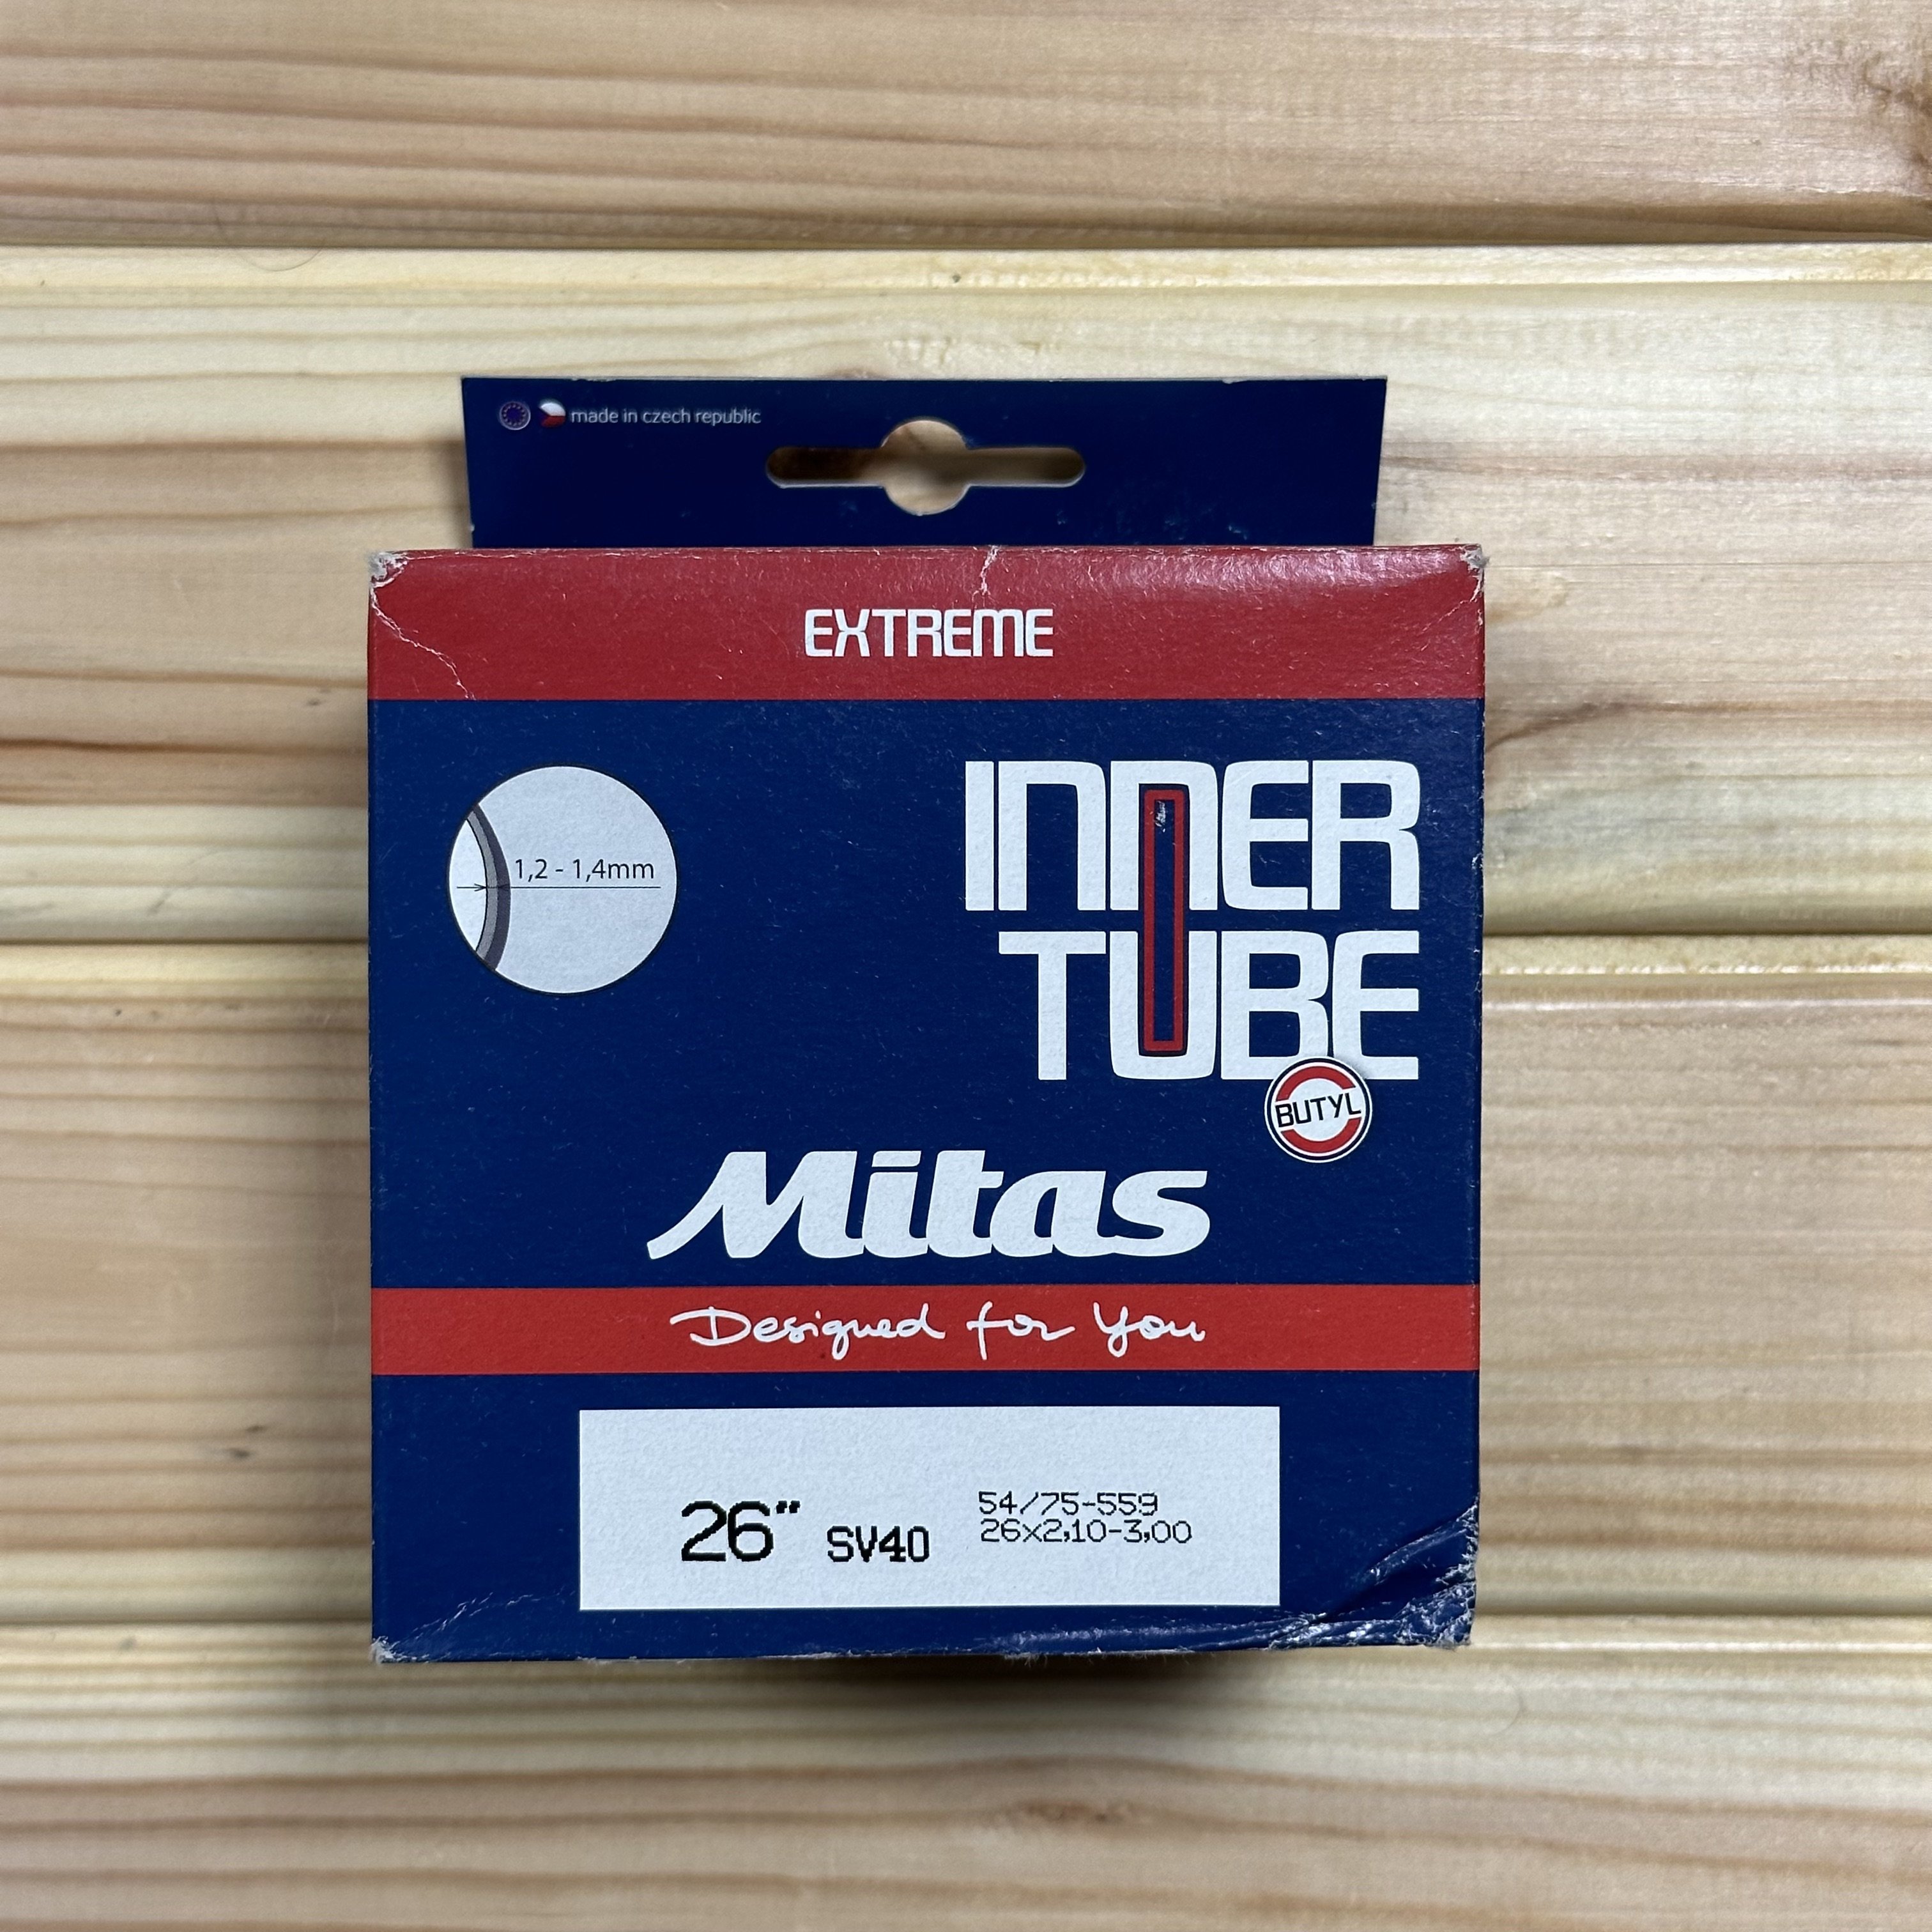 made in czech republic
EXTREME
1,2 - 1,4mm
INNER
TUBE
BUTYL
Mitas
Designed for You
26" SV40
54/75-559
26x2,10-3,00